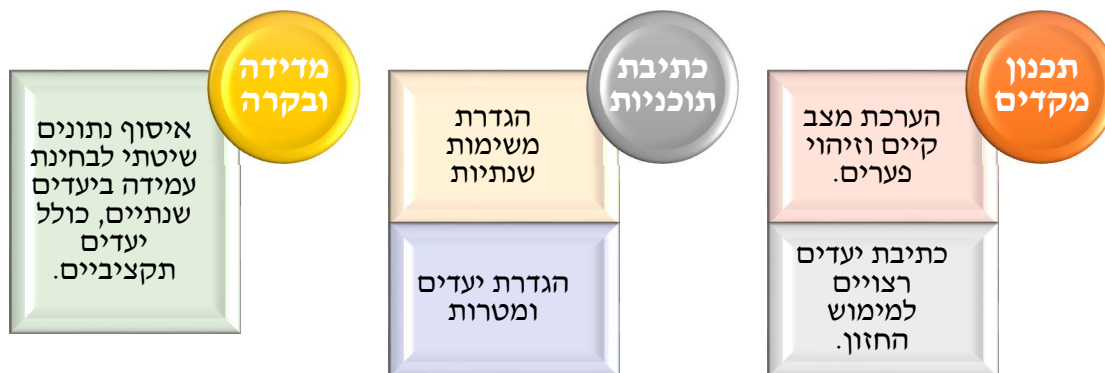 תכנון
מקדים
הערכת מצב
קיים וזיהוי
פערים.
כתיבת יעדים
רצויים
למימוש
החזון.
כתיבת
תוכניות
הגדרת
משימות
שנתיות
הגדרת יעדים
ומטרות
מדידה
ובקרה
איסוף נתונים
שיטתי לבחינת
עמידה ביעדים
שנתיים, כולל
יעדים
תקציביים.